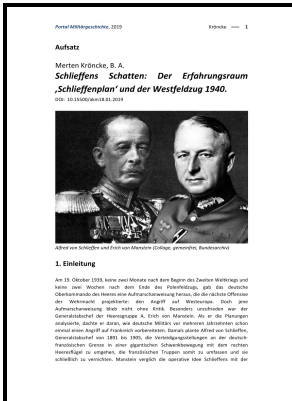 Portal Militärgeschichte, 2019 Kröncke — 1
Aufsatz
Merten Kröncke, B. A.
Schlieffens Schatten: Der Erfahrungsraum
‚Schlieffenplan‘ und der Westfeldzug 1940.
DOI: 10.15500/akm18.01.2019
Alfred von Schlieffen und Erich von Manstein (Collage, gemeinfrei, Bundesarchiv)
1. Einleitung
Am 19. Oktober 1939, keine zwei Monate nach dem Beginn des Zweiten Weltkriegs und
keine zwei Wochen nach dem Ende des Polenfeldzugs, gab das deutsche
Oberkommando des Heeres eine Aufmarschanweisung heraus, die die nächste Offensive
der Wehrmacht projektierte: den Angriff auf Westeuropa. Doch jene
Aufmarschanweisung blieb nicht ohne Kritik. Besonders unzufrieden war der
Generalstabschef der Heeresgruppe A, Erich von Manstein. Als er die Planungen
analysierte, dachte er daran, wie deutsche Militärs vor mehreren Jahrzehnten schon
einmal einen Angriff auf Frankreich vorbereiteten. Damals plante Alfred von Schlieffen,
Generalstabschef von 1891 bis 1905, die Verteidigungsstellungen an der deutsch-
französischen Grenze in einer gigantischen Schwenkbewegung mit dem rechten
Heeresflügel zu umgehen, die französischen Truppen somit zu umfassen und sie
schließlich zu vernichten. Manstein verglich die operative Idee Schlieffens mit der